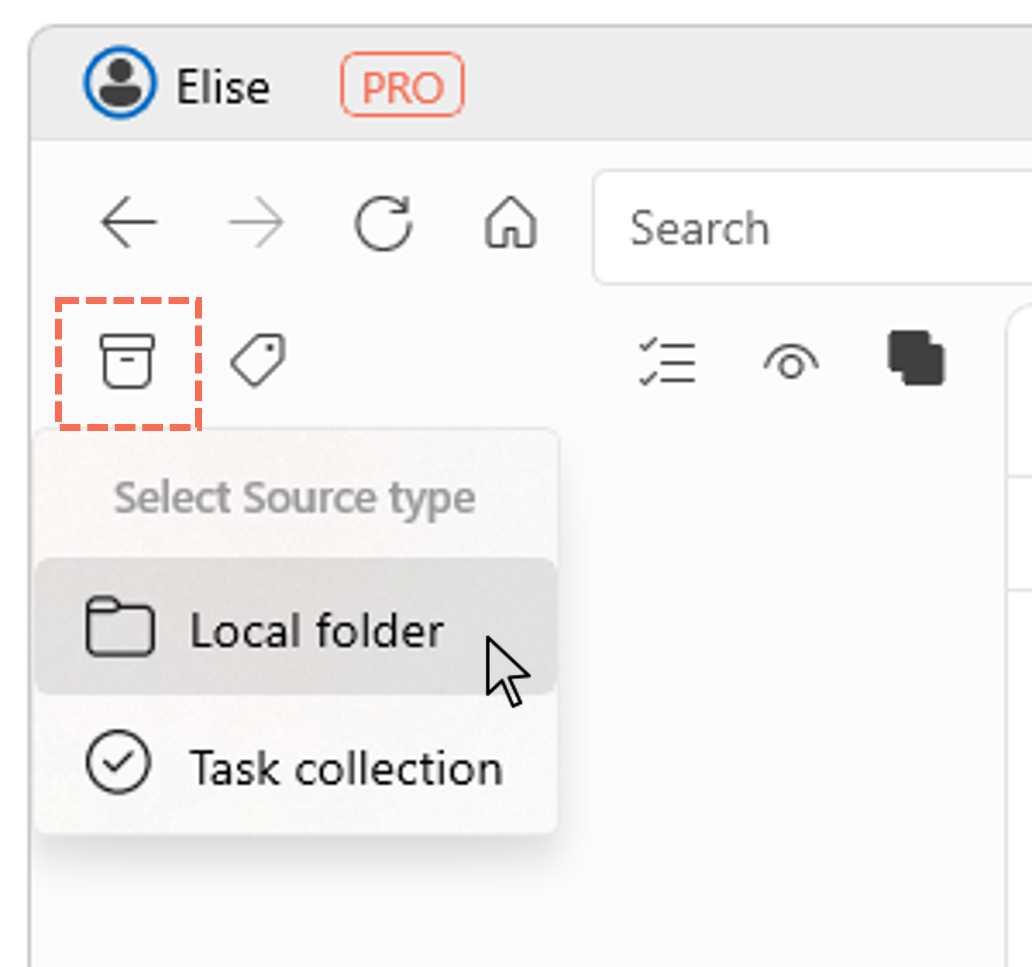 Elise PRO
Search
Select Source type
Local folder
Task collection